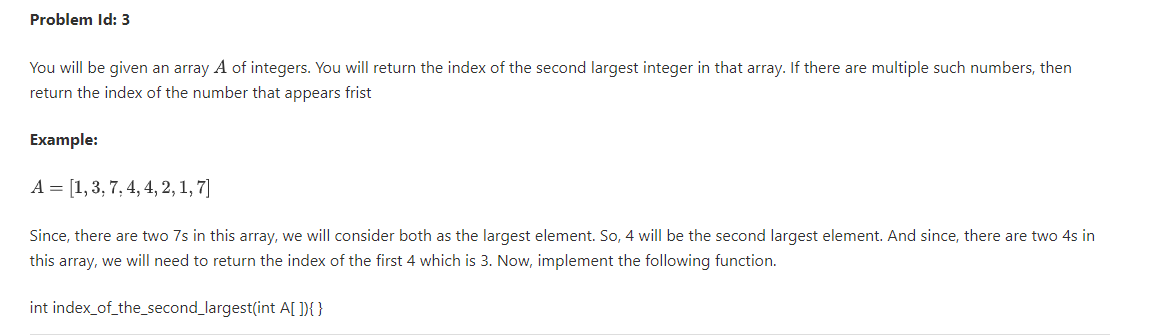 Problem Id: 3
You will be given an array A of integers. You will return the index of the second largest integer in that array. If there are multiple such numbers, then
return the index of the number that appears frist
Example:
A = [1, 3, 7, 4, 4, 2, 1, 7]
Since, there are two 7s in this array, we will consider both as the largest element. So, 4 will be the second largest element. And since, there are two 4s in
this array, we will need to return the index of the first 4 which is 3. Now, implement the following function.
int index_of_the_second_largest(int A[ ]){ }